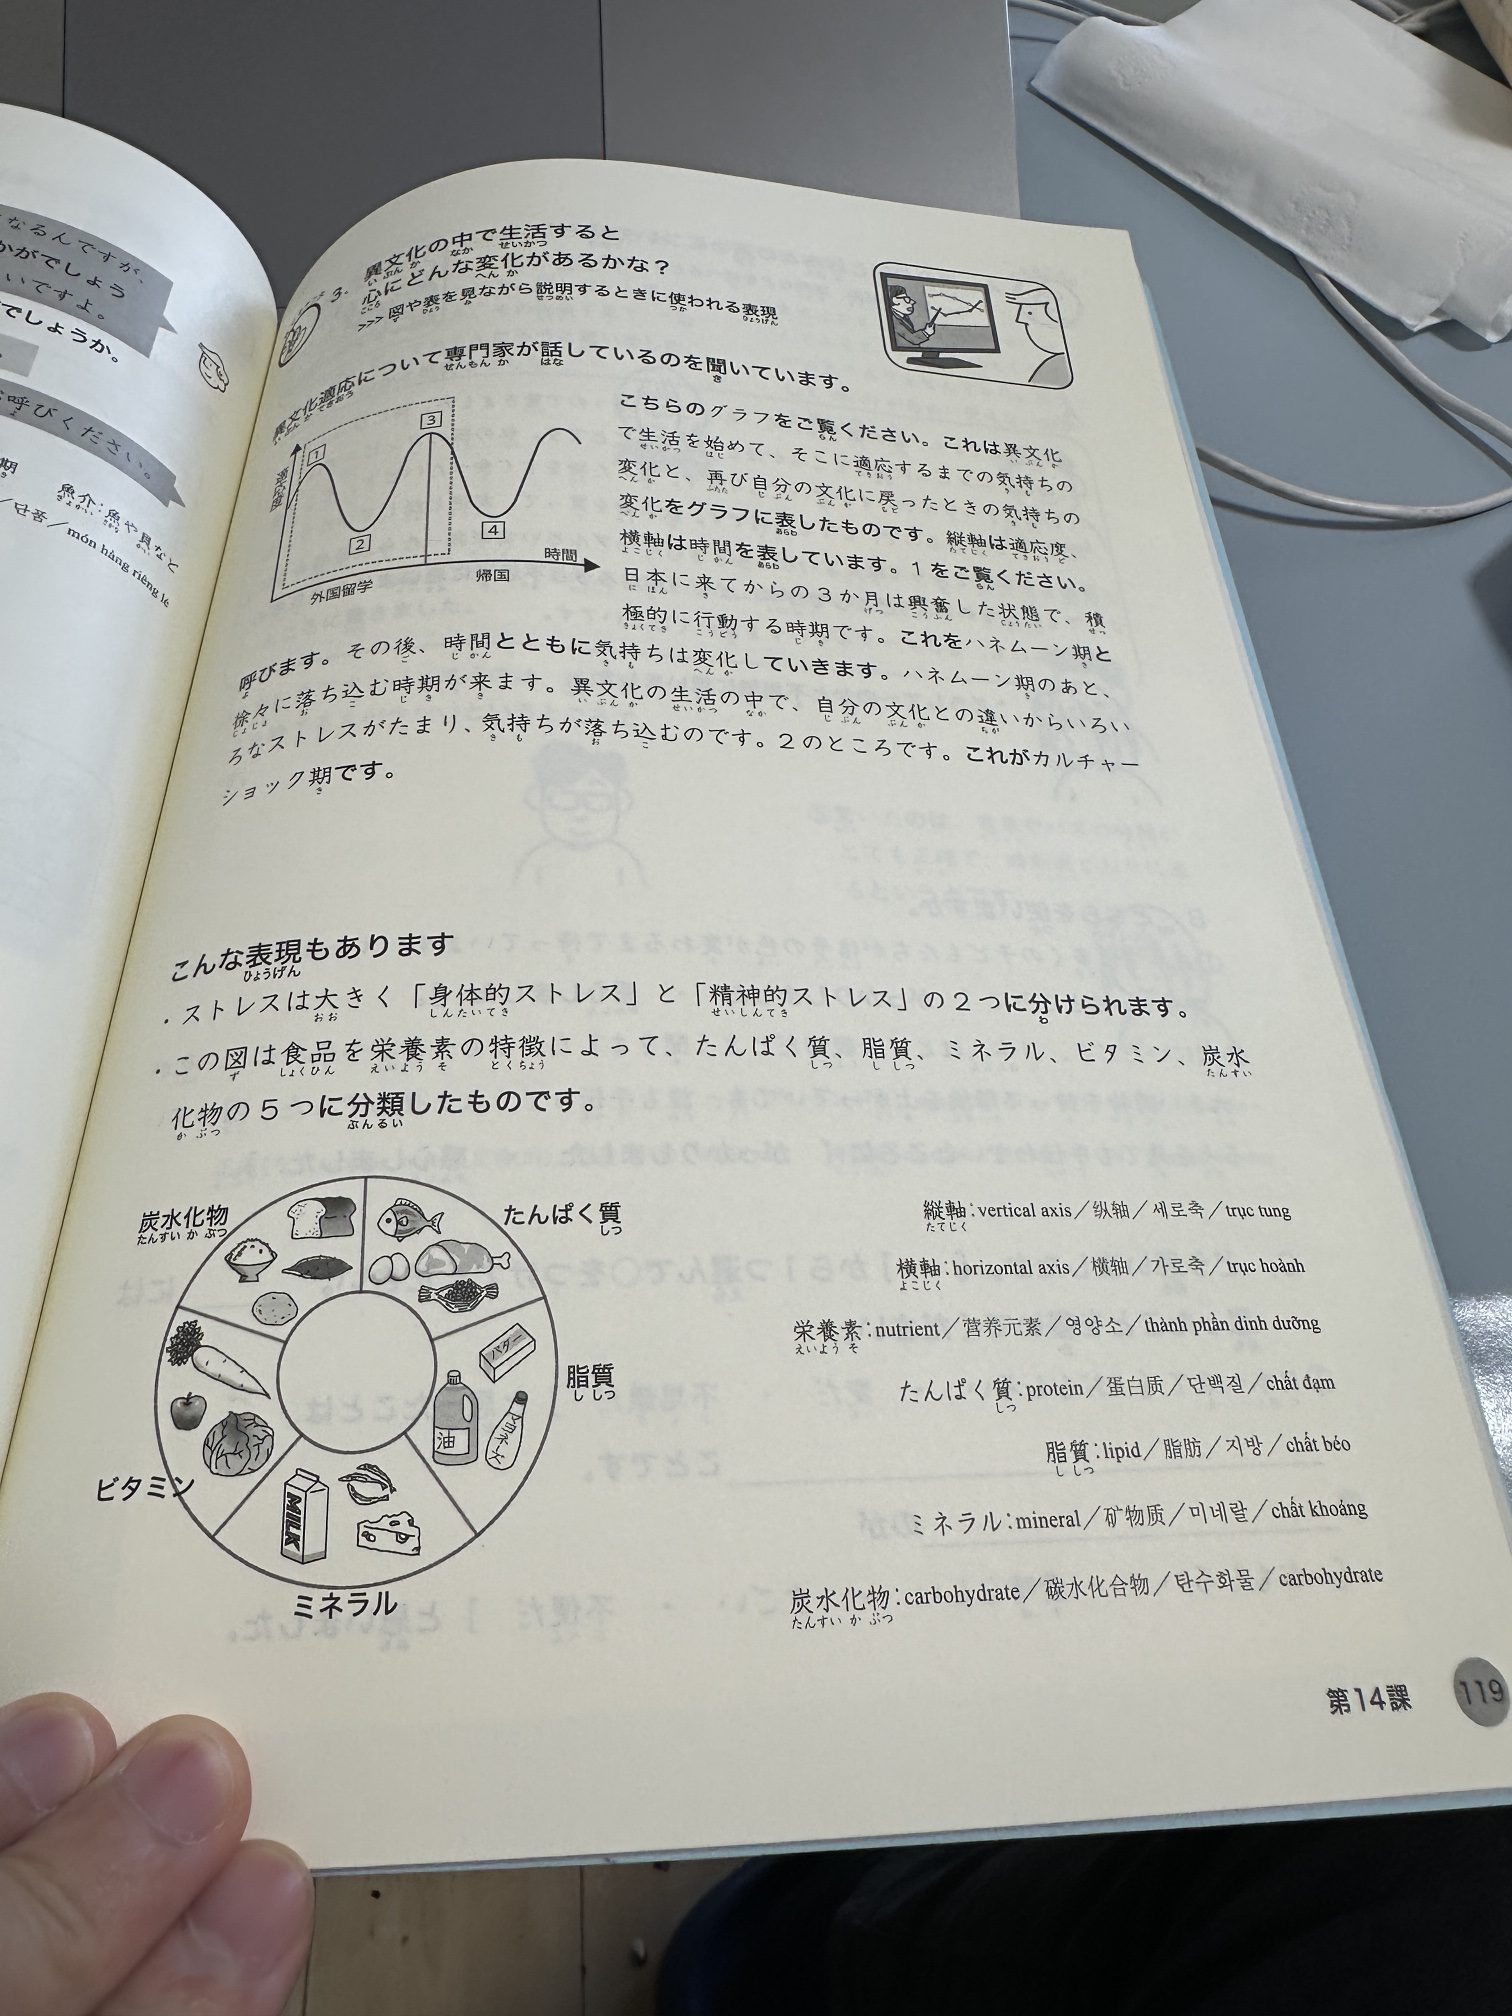 なるんですが、
かがでしょう
いいですよ。
でしょうか。
呼びください。
期
魚介：魚や貝など
／단품／món hàng riêng lẻ
3. 異文化の中で生活すると
心にどんな変化があるかな？
>>> 図や表を見ながら説明するときに使われる表現
異文化適応について専門家が話しているのを聞いています。
適応度
1
2
3
4
時間
外国留学
帰国
こちらのグラフをご覧ください。これは異文化
で生活を始めて、そこに適応するまでの気持ちの
変化と、再び自分の文化に戻ったときの気持ちの
変化をグラフに表したものです。縦軸は適応度、
横軸は時間を表しています。1をご覧ください。
日本に来てからの3か月は興奮した状態で、積
極的に行動する時期です。これをハネムーン期と
呼びます。その後、時間とともに気持ちは変化していきます。ハネムーン期のあと、
徐々に落ち込む時期が来ます。異文化の生活の中で、自分の文化との違いからいろい
ろなストレスがたまり、気持ちが落ち込むのです。2のところです。これがカルチャー
ショック期です。
こんな表現もあります
・ストレスは大きく「身体的ストレス」と「精神的ストレス」の2つに分けられます。
・この図は食品を栄養素の特徴によって、たんぱく質、脂質、ミネラル、ビタミン、炭水
化物の5つに分類したものです。
炭水化物
たんぱく質
脂質
バター
油
マヨネーズ
ビタミン
MILK
ミネラル
縦軸：vertical axis／纵轴／세로축／trục tung
横軸：horizontal axis／横轴／가로축／trục hoành
栄養素：nutrient／营养元素／영양소／thành phần dinh dưỡng
たんぱく質：protein／蛋白质／단백질／chất đạm
脂質：lipid／脂肪／지방／chất béo
ミネラル：mineral／矿物质／미네랄／chất khoáng
炭水化物：carbohydrate／碳水化合物／탄수화물／carbohydrate
第14課
119